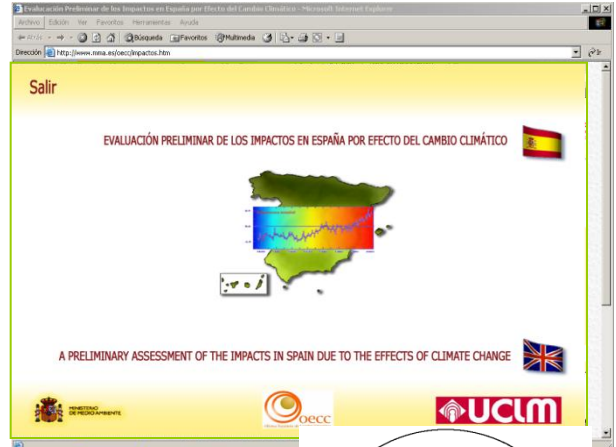 Evaluación Preliminar de los Impactos en España por Efecto del Cambio Climático - Microsoft Internet Explorer
Archivo Edición Ver Favoritos Herramientas Ayuda
Atrás Búsqueda Favoritos Multimedia
Dirección http://www.mma.es/oecc/impactos.htm
Salir
EVALUACIÓN PRELIMINAR DE LOS IMPACTOS EN ESPAÑA POR EFECTO DEL CAMBIO CLIMÁTICO
A PRELIMINARY ASSESSMENT OF THE IMPACTS IN SPAIN DUE TO THE EFFECTS OF CLIMATE CHANGE
MINISTERIO
DE MEDIO AMBIENTE
oecc
UCLM